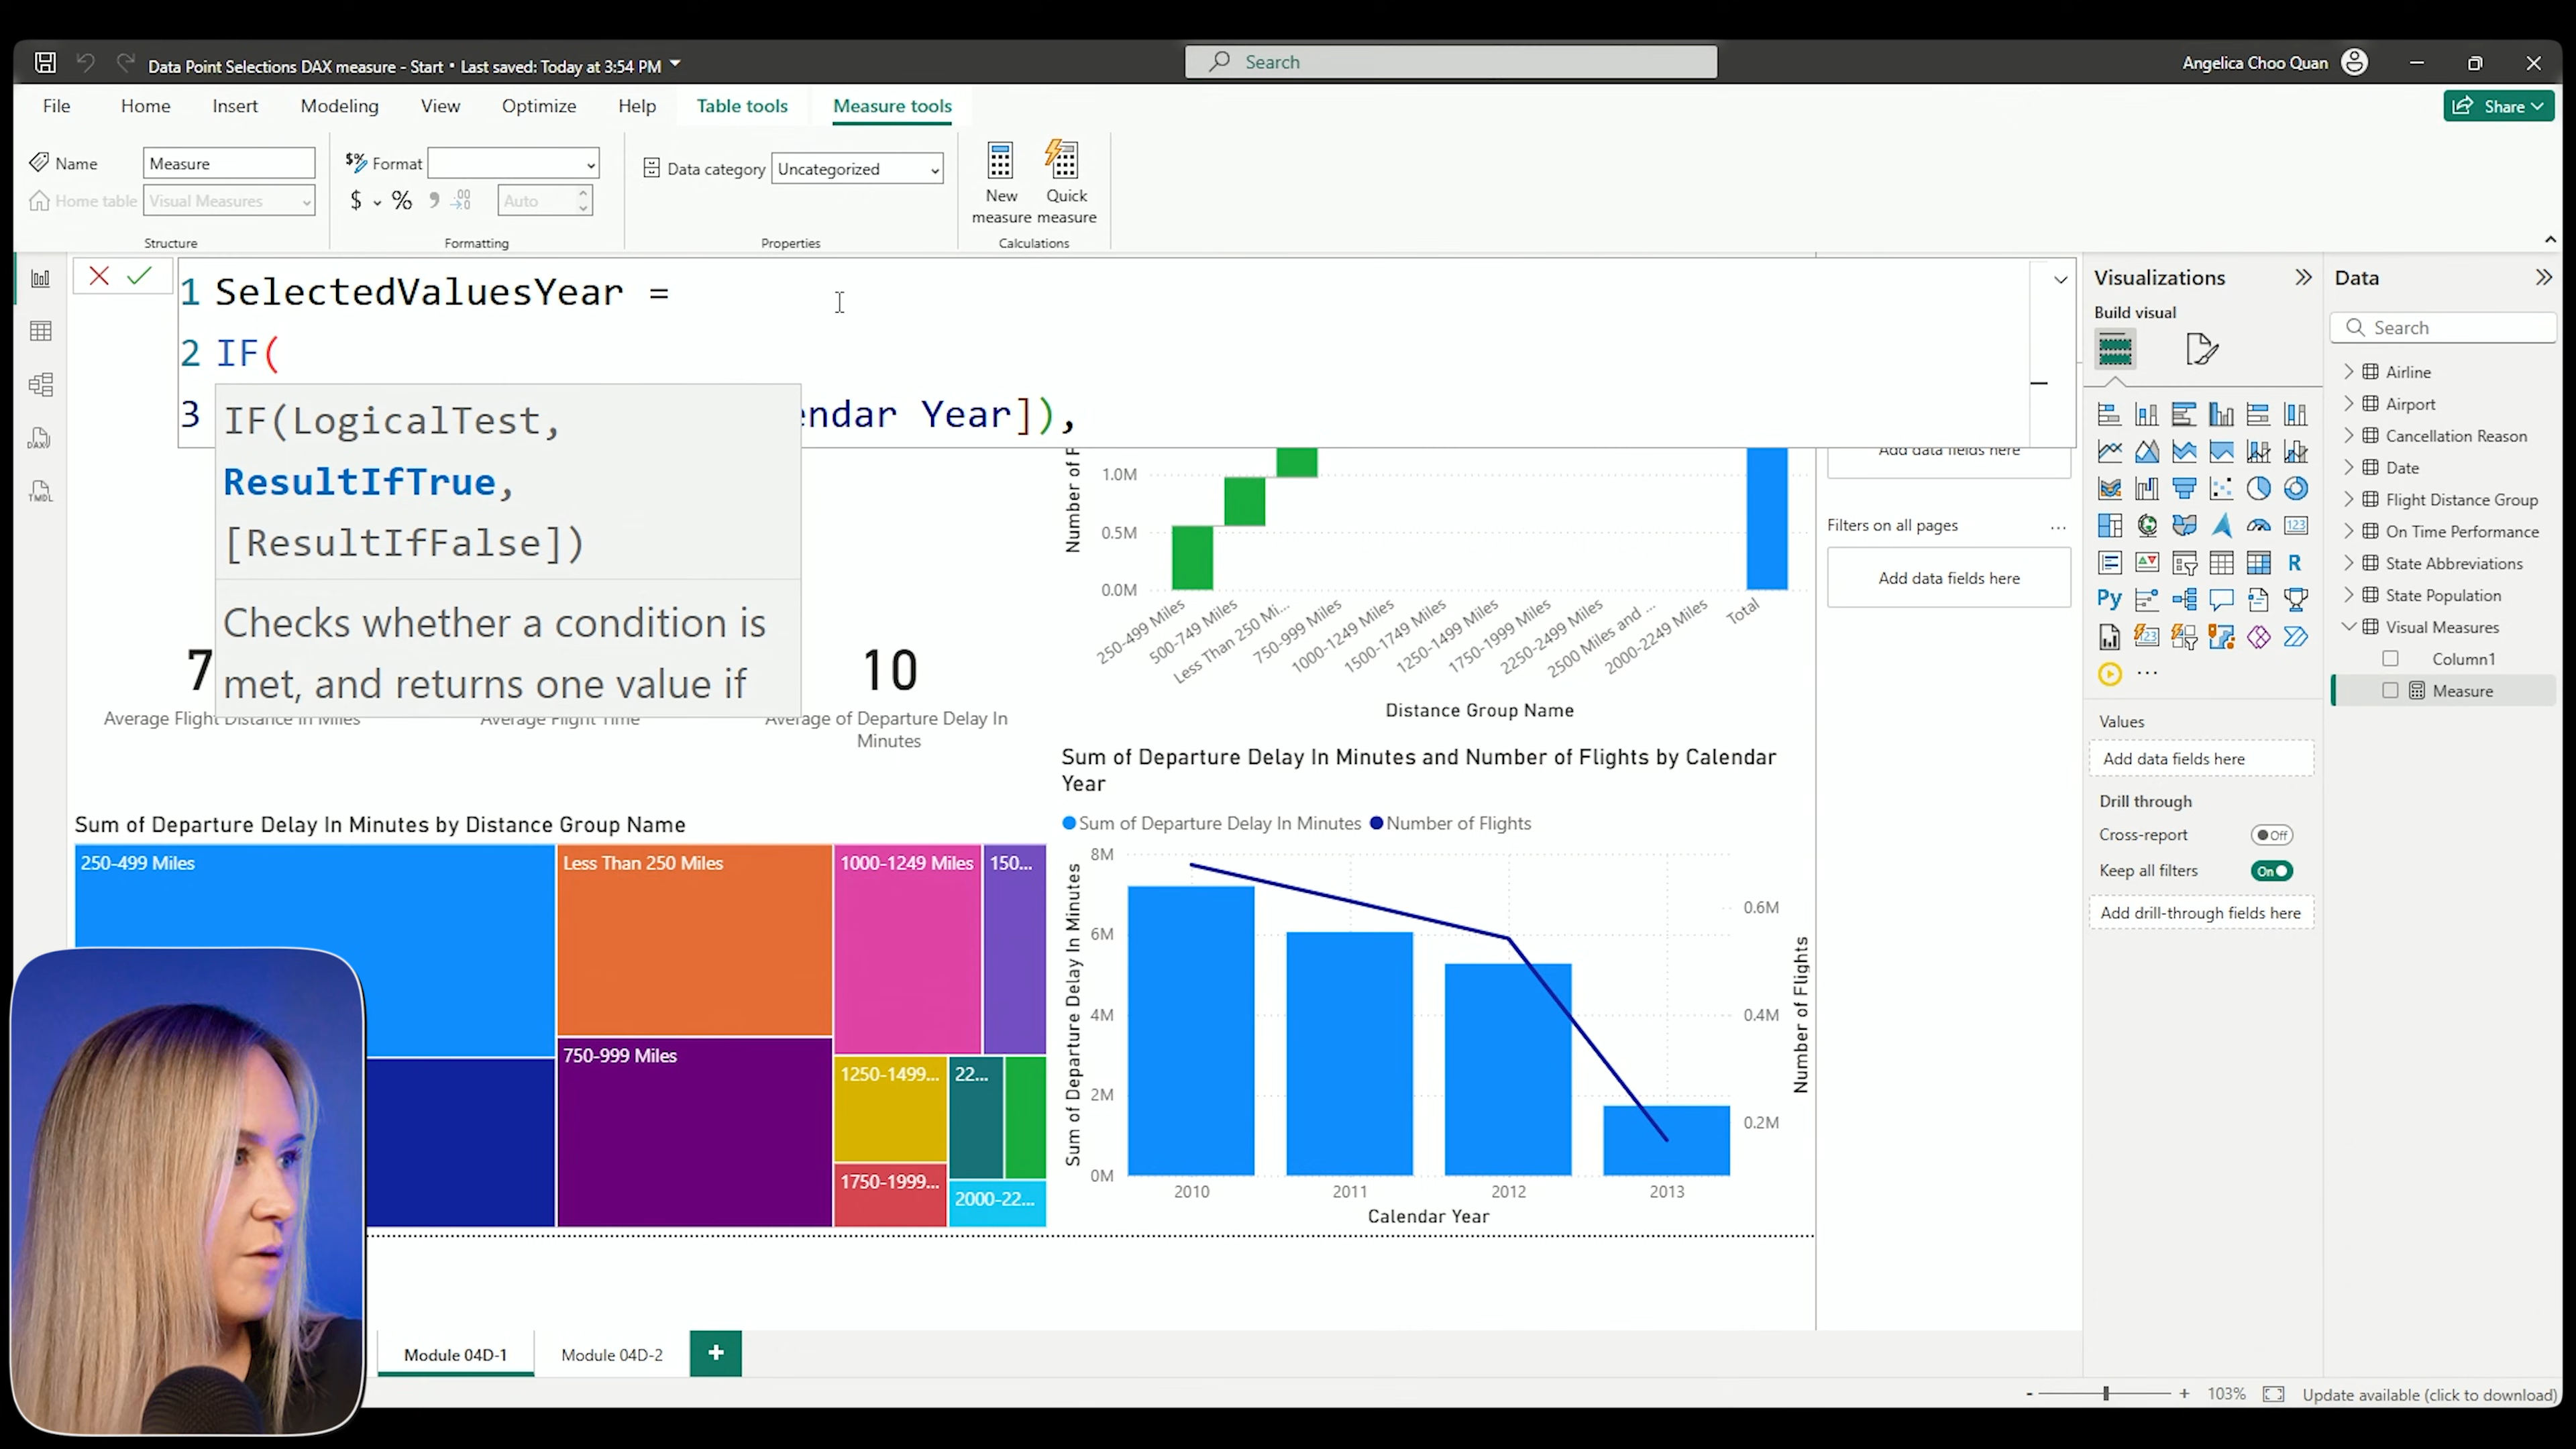 Data Point Selections DAX measure - Start • Last saved: Today at 3:54 PM
Search
Angelica Choo Quan
File Home Insert Modeling View Optimize Help Table tools Measure tools
Share
Name Measure
Home table Visual Measures
Structure
Format
$ % .00 Auto
Formatting
Data category Uncategorized
Properties
New measure
Quick measure
Calculations
1 SelectedValuesYear =
2 IF(
3 endar Year]),
IF(LogicalTest,
ResultIfTrue,
[ResultIfFalse])
Checks whether a condition is
met, and returns one value if
DAX
TMDL
7
Average Flight Distance in Miles
Average Flight Time
10
Average of Departure Delay In
Minutes
Number of F
1.0M
0.5M
0.0M
250-499 Miles
500-749 Miles
Less Than 250 Mi...
750-999 Miles
1000-1249 Miles
1500-1749 Miles
1250-1499 Miles
1750-1999 Miles
2250-2499 Miles
2500 Miles and ...
2000-2249 Miles
Total
Distance Group Name
Sum of Departure Delay In Minutes by Distance Group Name
250-499 Miles
Less Than 250 Miles
1000-1249 Miles
150...
750-999 Miles
1250-1499...
22...
1750-1999...
2000-22...
Sum of Departure Delay In Minutes and Number of Flights by Calendar
Year
Sum of Departure Delay In Minutes Number of Flights
Sum of Departure Delay In Minutes
8M
6M
4M
2M
0M
0.6M
0.4M
0.2M
Number of Flights
2010 2011 2012 2013
Calendar Year
Add data fields here
Filters on all pages ...
Add data fields here
Visualizations
Build visual
123
R
Py
123
...
Values
Add data fields here
Drill through
Cross-report Off
Keep all filters On
Add drill-through fields here
Data
Search
Airline
Airport
Cancellation Reason
Date
Flight Distance Group
On Time Performance
State Abbreviations
State Population
Visual Measures
Column1
Measure
Module 04D-1 Module 04D-2 +
- + 103% Update available (click to download)